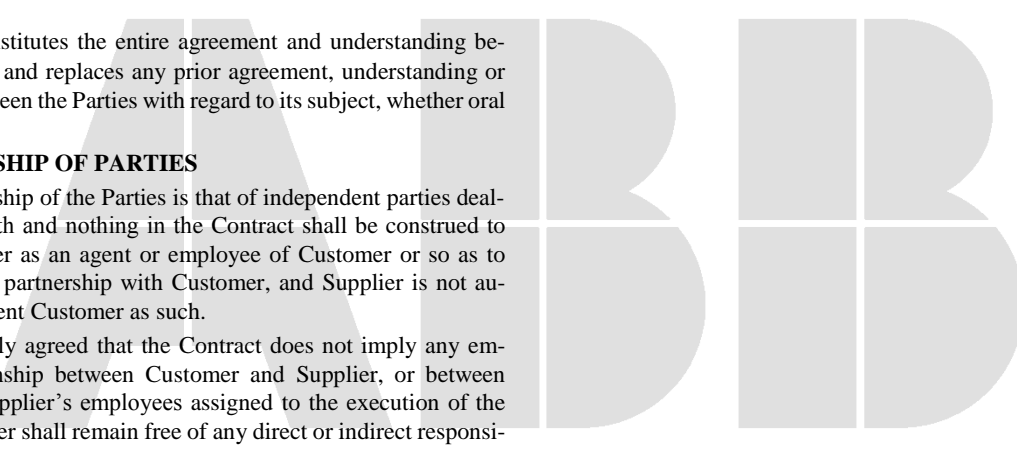 stitutes the entire agreement and understanding be-
and replaces any prior agreement, understanding or
een the Parties with regard to its subject, whether oral
SHIP OF PARTIES
ship of the Parties is that of independent parties deal-
th and nothing in the Contract shall be construed to
er as an agent or employee of Customer or so as to
partnership with Customer, and Supplier is not au-
ent Customer as such.
ly agreed that the Contract does not imply any em-
nship between Customer and Supplier, or between
upplier’s employees assigned to the execution of the
er shall remain free of any direct or indirect responsi-
ABB